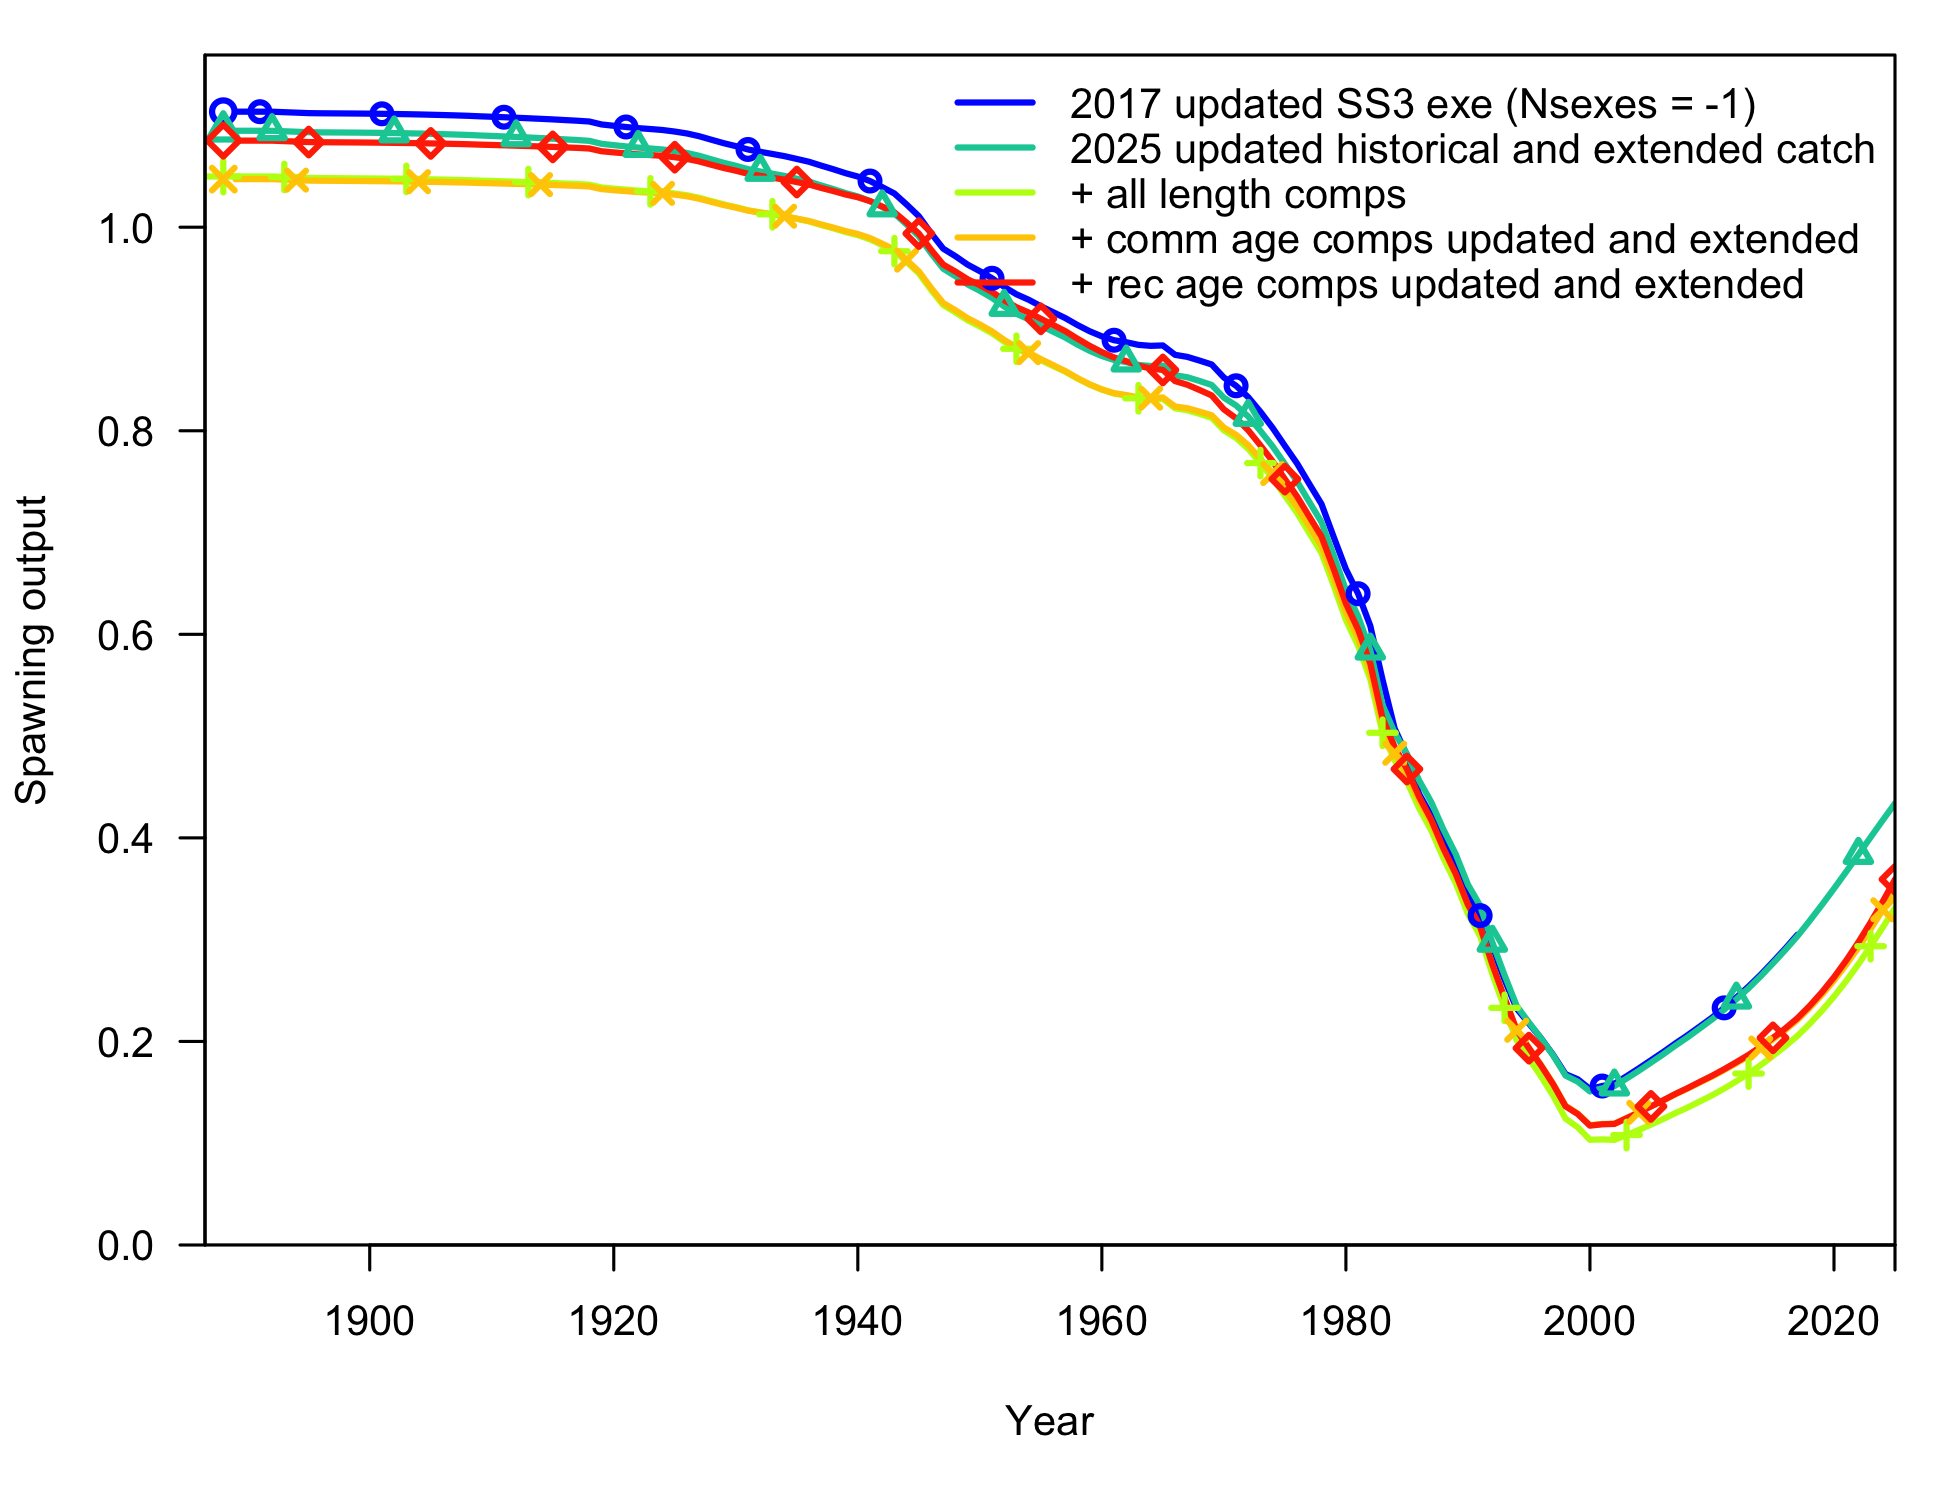 2017 updated SS3 exe (Nsexes = -1)
2025 updated historical and extended catch
+ all length comps
+ comm age comps updated and extended
+ rec age comps updated and extended
Spawning output
1.0
0.8
0.6
0.4
0.2
0.0
1900 1920 1940 1960 1980 2000 2020
Year